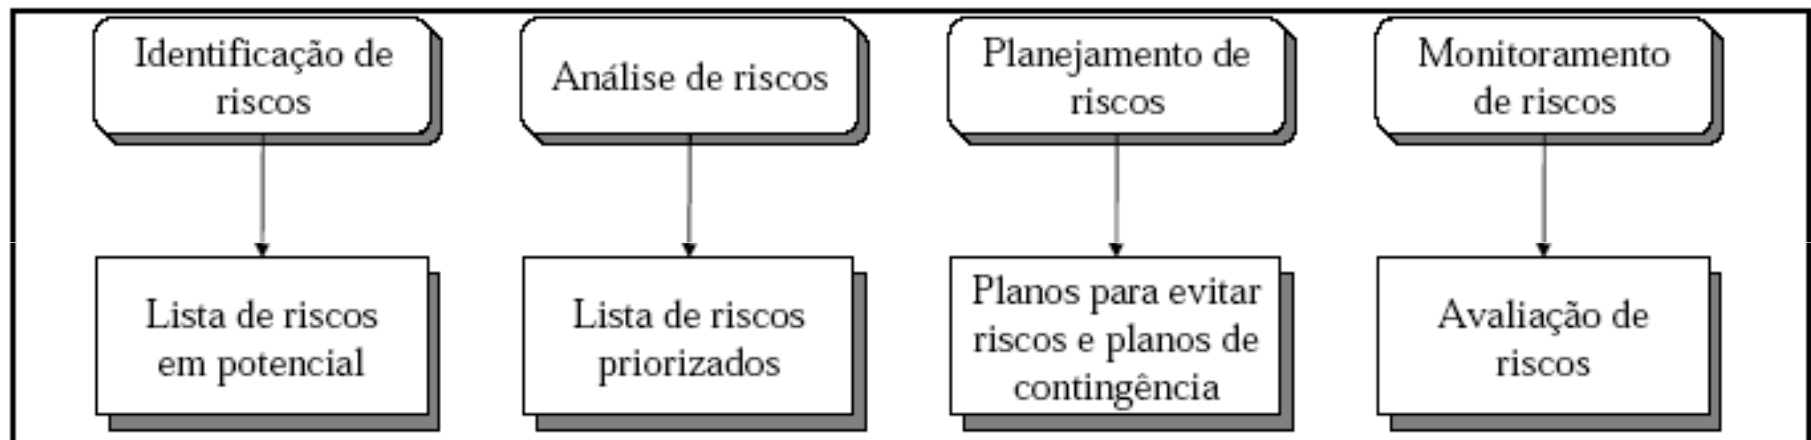 Identificação de
riscos
Análise de riscos
Planejamento de
riscos
Monitoramento
de riscos
Lista de riscos
em potencial
Lista de riscos
priorizados
Planos para evitar
riscos e planos de
contingência
Avaliação de
riscos